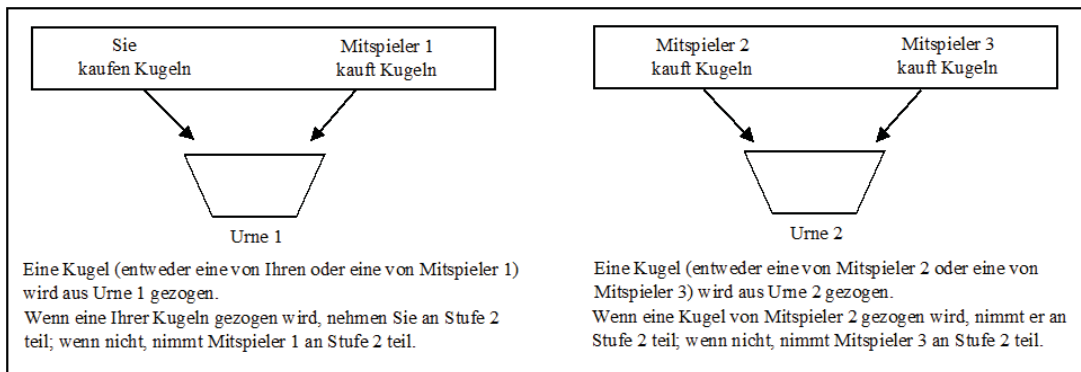 Sie
kaufen Kugeln
Mitspieler 1
kauft Kugeln
Urne 1
Eine Kugel (entweder eine von Ihren oder eine von Mitspieler 1)
wird aus Urne 1 gezogen.
Wenn eine Ihrer Kugeln gezogen wird, nehmen Sie an Stufe 2
teil; wenn nicht, nimmt Mitspieler 1 an Stufe 2 teil.
Mitspieler 2
kauft Kugeln
Mitspieler 3
kauft Kugeln
Urne 2
Eine Kugel (entweder eine von Mitspieler 2 oder eine von
Mitspieler 3) wird aus Urne 2 gezogen.
Wenn eine Kugel von Mitspieler 2 gezogen wird, nimmt er an
Stufe 2 teil; wenn nicht, nimmt Mitspieler 3 an Stufe 2 teil.